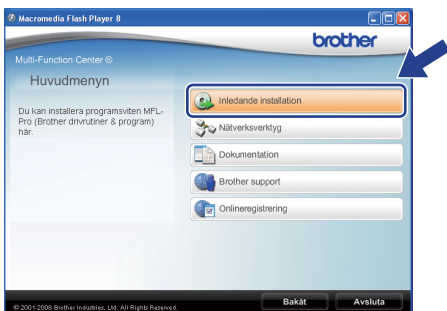 Macromedia Flash Player 8
brother
Multi-Function Center ®
Huvudmenyn
Du kan installera programsviten MFL-
Pro (Brother drivrutiner & program)
här.
Inledande installation
Nätverksverktyg
Dokumentation
Brother support
Onlineregistrering
© 2001-2008 Brother Industries, Ltd. All Rights Reserved.
Bakåt
Avsluta